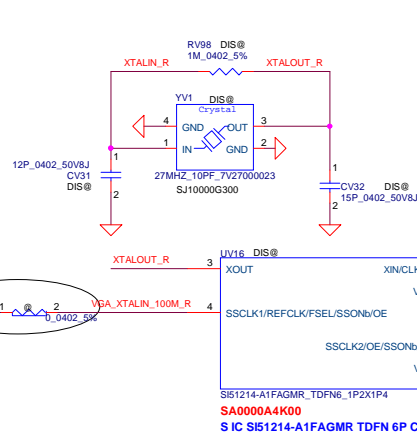 RV98 DIS@
1M_0402_5%
XTALIN_R
XTALOUT_R
YV1 DIS@
Crystal
4 GND OUT 3
1 IN GND 2
27MHZ_10PF_7V27000023
SJ10000G300
12P_0402_50V8J
CV31
DIS@
1
2
1
CV32 DIS@
15P_0402_50V8J
2
UV16 DIS@
XTALOUT_R 3 XOUT XIN/CLK
1 @ 2 VGA_XTALIN_100M_R 4 SSCLK1/REFCLK/FSEL/SSONb/OE
0_0402_5%
SSCLK2/OE/SSONb
SI51214-A1FAGMR_TDFN6_1P2X1P4
SA0000A4K00
S IC SI51214-A1FAGMR TDFN 6P C